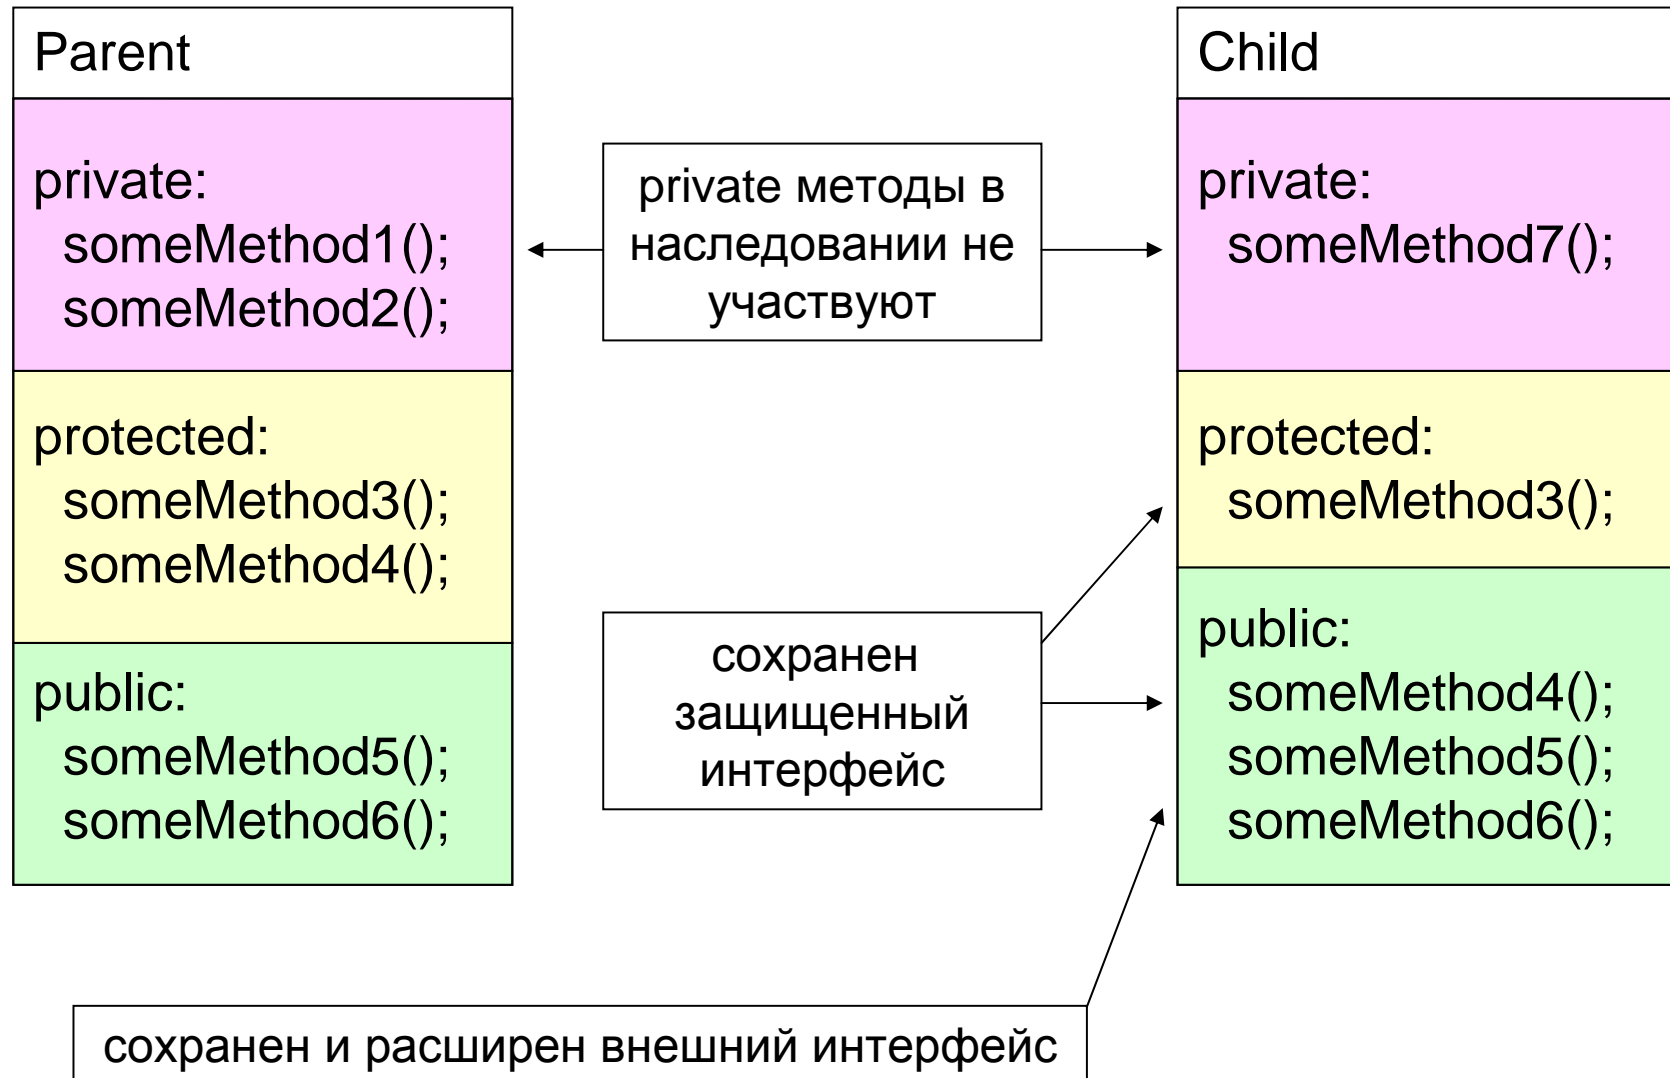 Parent
private:
someMethod1();
someMethod2();
protected:
someMethod3();
someMethod4();
public:
someMethod5();
someMethod6();
private методы в
наследовании не
участвуют
сохранен
защищенный
интерфейс
сохранен и расширен внешний интерфейс
Child
private:
someMethod7();
protected:
someMethod3();
public:
someMethod4();
someMethod5();
someMethod6();